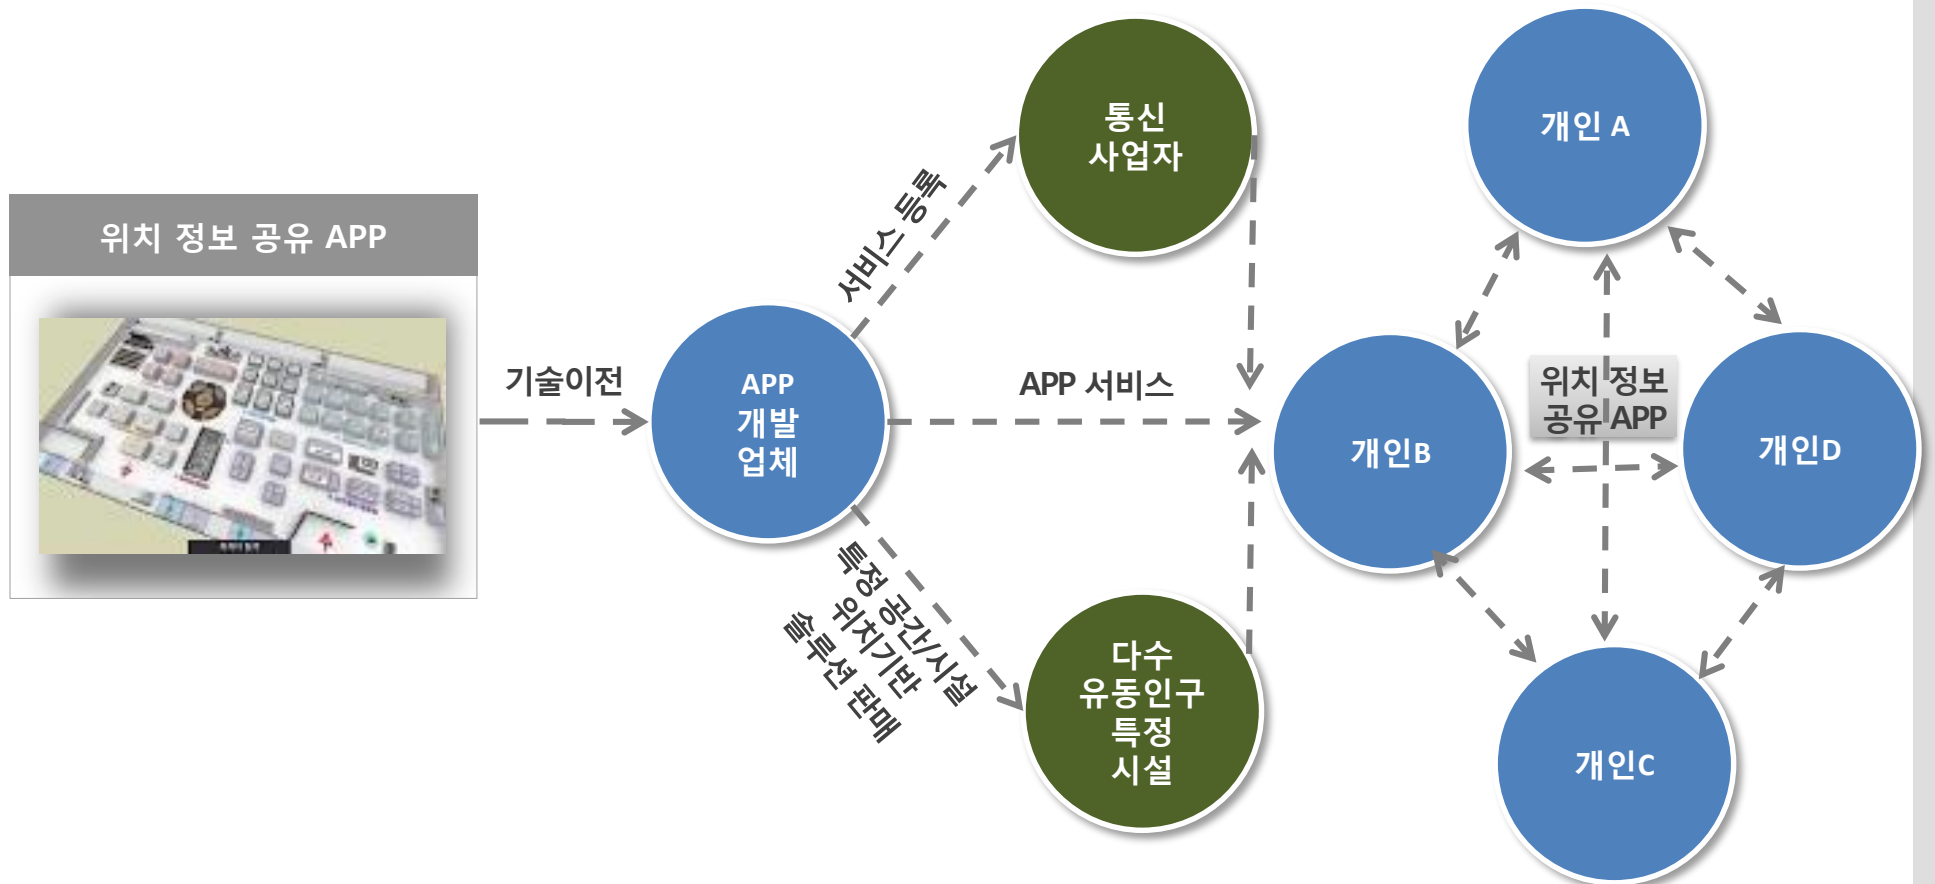 위치 정보 공유 APP
기술이전
APP
개발
업체
서비스 등록
APP 서비스
특정 공간/시설
위치기반
솔루션 판매
통신
사업자
다수
유동인구
특정
시설
개인 A
개인B
위치 정보
공유 APP
개인D
개인C